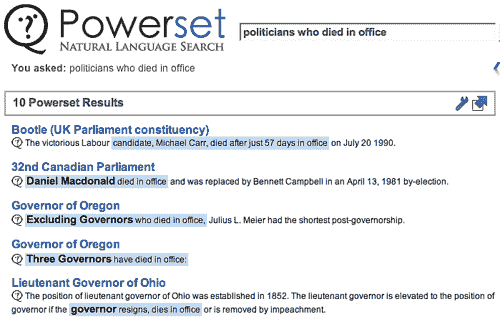 Powerset
NATURAL LANGUAGE SEARCH
politicians who died in office
You asked: politicians who died in office
10 Powerset Results
Bootle (UK Parliament constituency)
The victorious Labour candidate, Michael Carr, died after just 57 days in office on July 20 1990.
32nd Canadian Parliament
Daniel Macdonald died in office and was replaced by Bennett Campbell in an April 13, 1981 by-election.
Governor of Oregon
Excluding Governors who died in office, Julius L. Meier had the shortest post-governorship.
Governor of Oregon
Three Governors have died in office:
Lieutenant Governor of Ohio
The position of lieutenant governor of Ohio was established in 1852. The lieutenant governor is elevated to the position of
governor if the governor resigns, dies in office or is removed by impeachment.